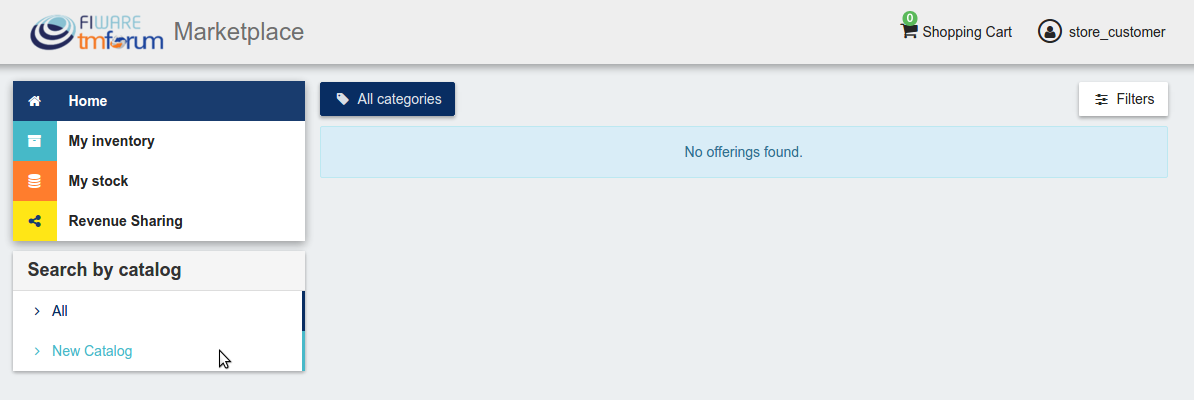 FIWARE
tmforum
Marketplace
0
Shopping Cart
store_customer
Home
My inventory
My stock
Revenue Sharing
Search by catalog
All
New Catalog
All categories
Filters
No offerings found.